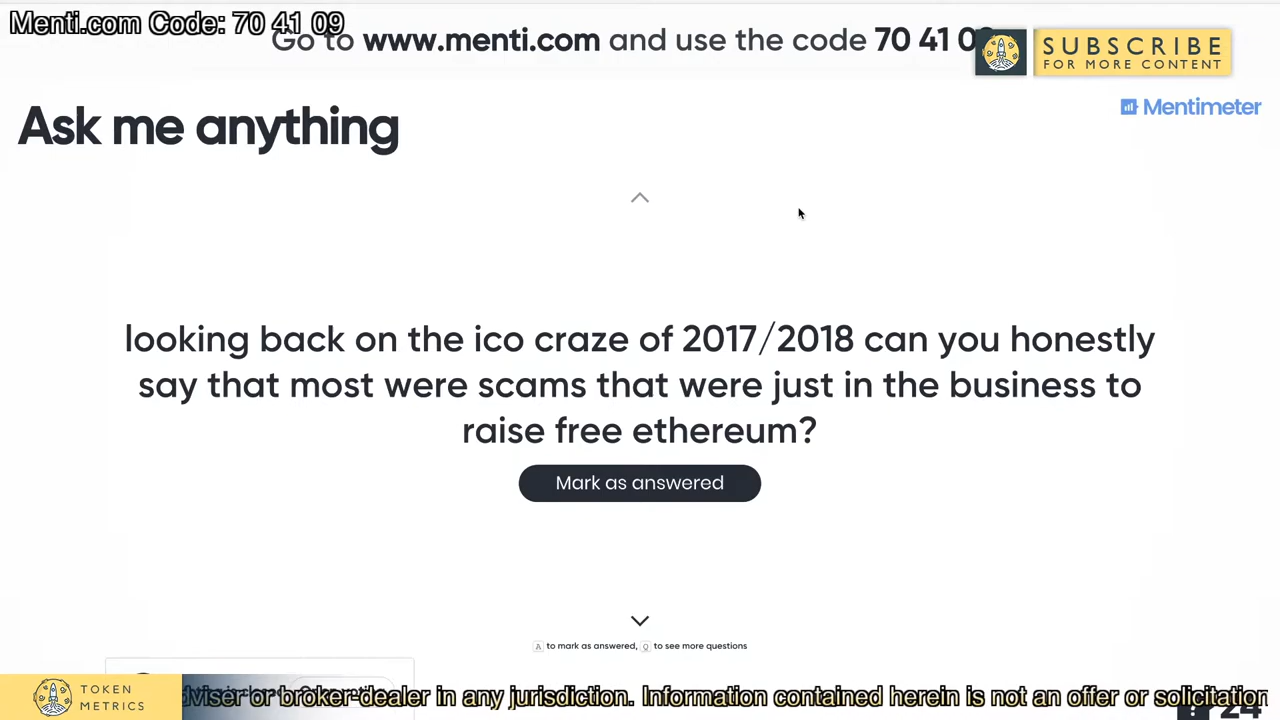 Menti.com Code: 70 41 09
Go to www.menti.com and use the code 70 41 0
SUBSCRIBE
FOR MORE CONTENT
Ask me anything
Mentimeter
looking back on the ico craze of 2017/2018 can you honestly
say that most were scams that were just in the business to
raise free ethereum?
Mark as answered
A to mark as answered, Q to see more questions
TOKEN
METRICS
dviser or broker-dealer in any jurisdiction. Information contained herein is not an offer or solicitation
24